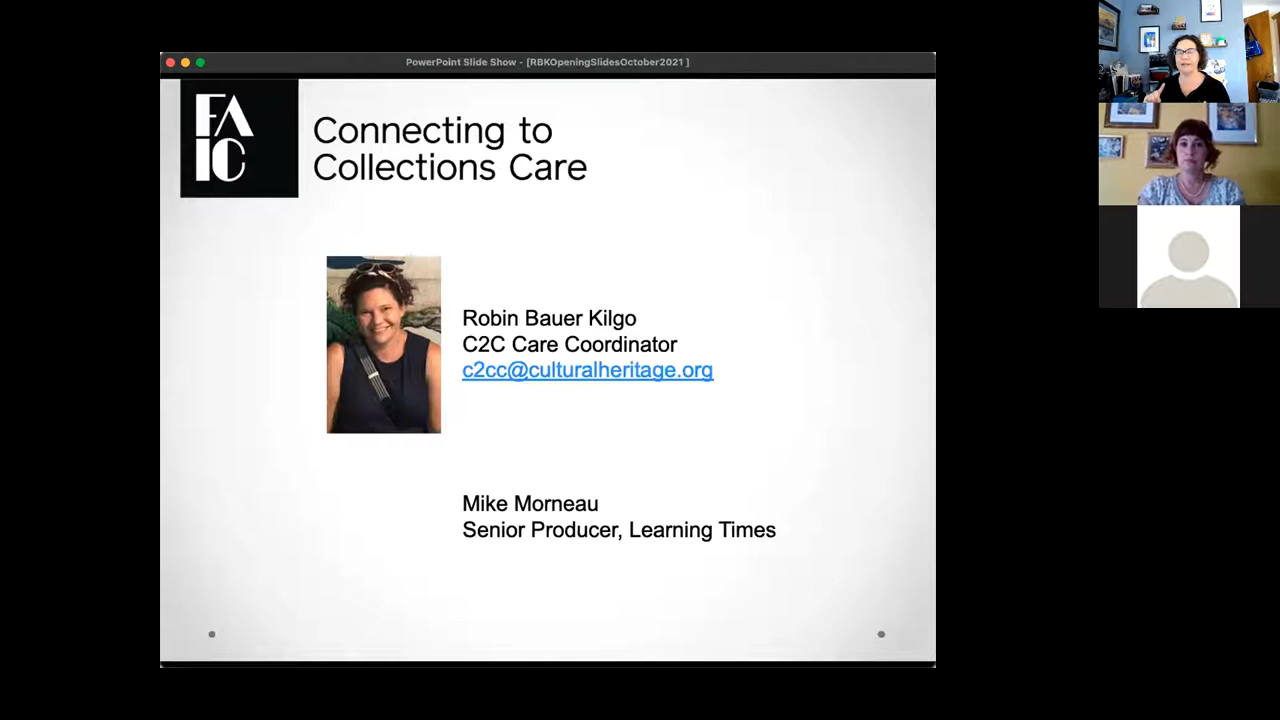 PowerPoint Slide Show - [RBKOpeningSlidesOctober2021 ]
FA
IC
Connecting to
Collections Care
Robin Bauer Kilgo
C2C Care Coordinator
c2cc@culturalheritage.org
Mike Morneau
Senior Producer, Learning Times